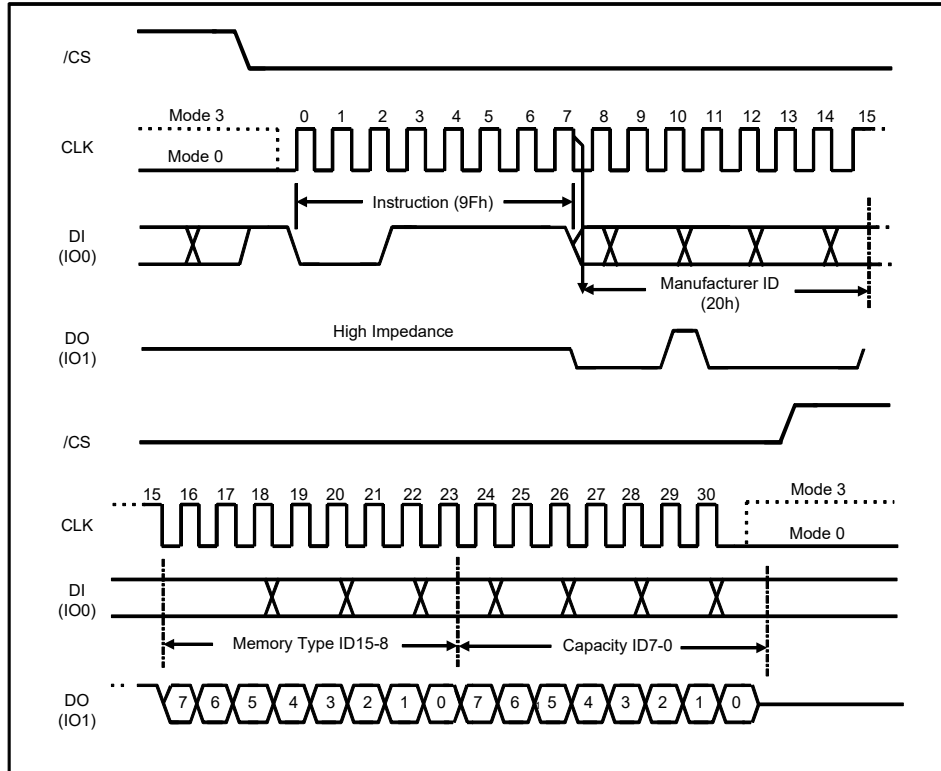 /CS
Mode 3
0 1 2 3 4 5 6 7 8 9 10 11 12 13 14 15
CLK
Mode 0
Instruction (9Fh)
DI
(IO0)
Manufacturer ID
(20h)
High Impedance
DO
(IO1)
/CS
15 16 17 18 19 20 21 22 23 24 25 26 27 28 29 30
Mode 3
CLK
Mode 0
DI
(IO0)
Memory Type ID15-8
Capacity ID7-0
DO
(IO1)
7 6 5 4 3 2 1 0 7 6 5 4 3 2 1 0